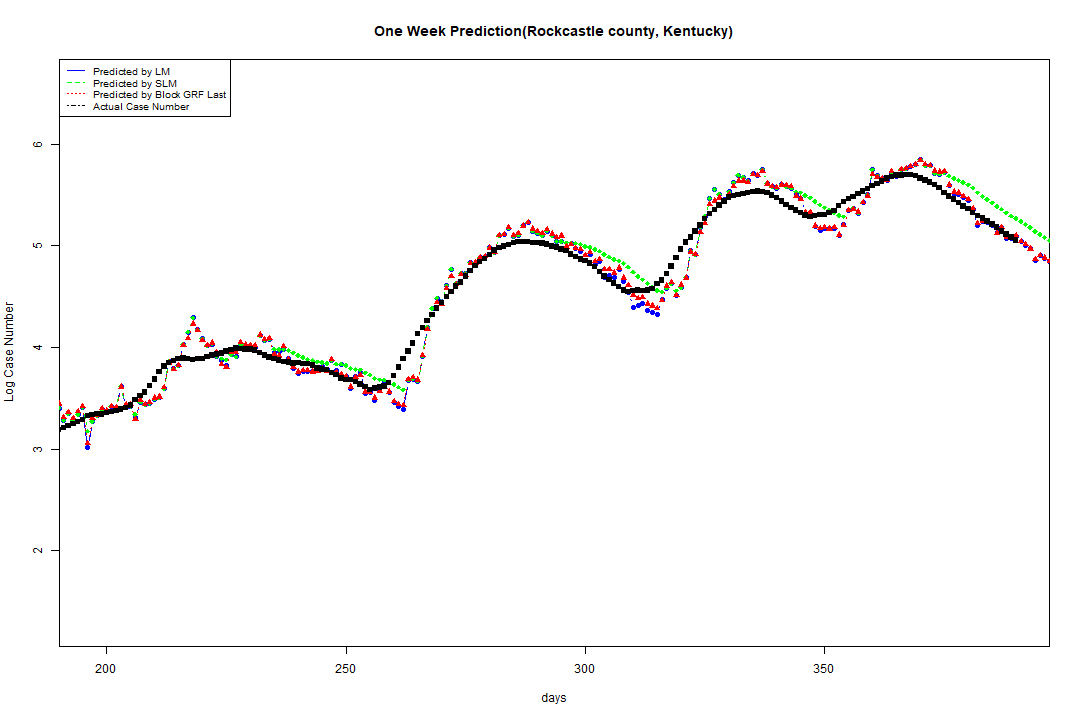 One Week Prediction(Rockcastle county, Kentucky)
Predicted by LM
Predicted by SLM
Predicted by Block GRF Last
Actual Case Number
6
5
4
3
2
Log Case Number
200
250
300
350
days